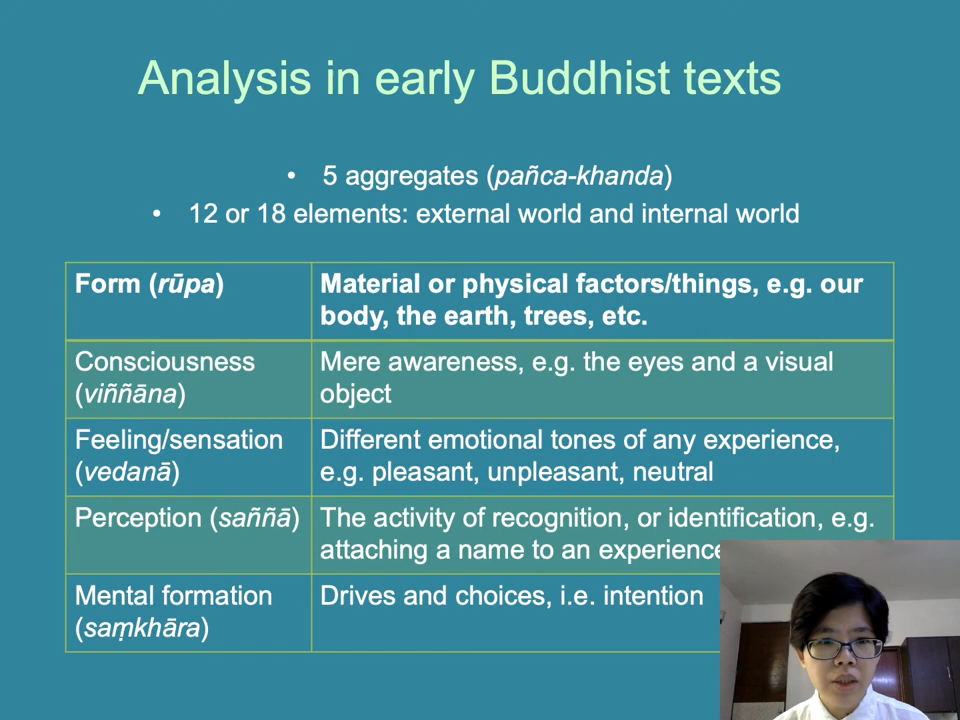 Analysis in early Buddhist texts
• 5 aggregates (pañca-khanda)
• 12 or 18 elements: external world and internal world
Form (rūpa)
Material or physical factors/things, e.g. our
body, the earth, trees, etc.
Consciousness
(viññāna)
Mere awareness, e.g. the eyes and a visual
object
Feeling/sensation
(vedanā)
Different emotional tones of any experience,
e.g. pleasant, unpleasant, neutral
Perception (saññā)
The activity of recognition, or identification, e.g.
attaching a name to an experience
Mental formation
(saṃkhāra)
Drives and choices, i.e. intention